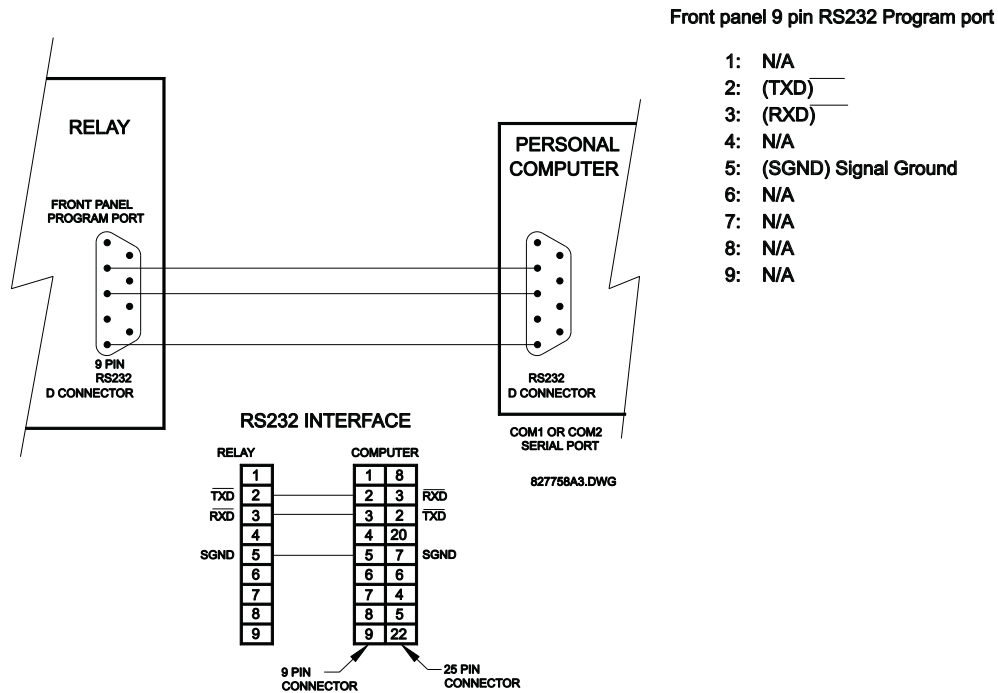 Front panel 9 pin RS232 Program port
1: N/A
2: (TXD)
3: (RXD)
4: N/A
5: (SGND) Signal Ground
6: N/A
7: N/A
8: N/A
9: N/A
RELAY
FRONT PANEL
PROGRAM PORT
9 PIN
RS232
D CONNECTOR
PERSONAL
COMPUTER
RS232
D CONNECTOR
COM1 OR COM2
SERIAL PORT
827758A3.DWG
RS232 INTERFACE
RELAY COMPUTER
1 1 8
TXD 2 2 3 RXD
RXD 3 3 2 TXD
4 4 20
SGND 5 5 7 SGND
6 6 6
7 7 4
8 8 5
9 9 22
9 PIN
CONNECTOR
25 PIN
CONNECTOR